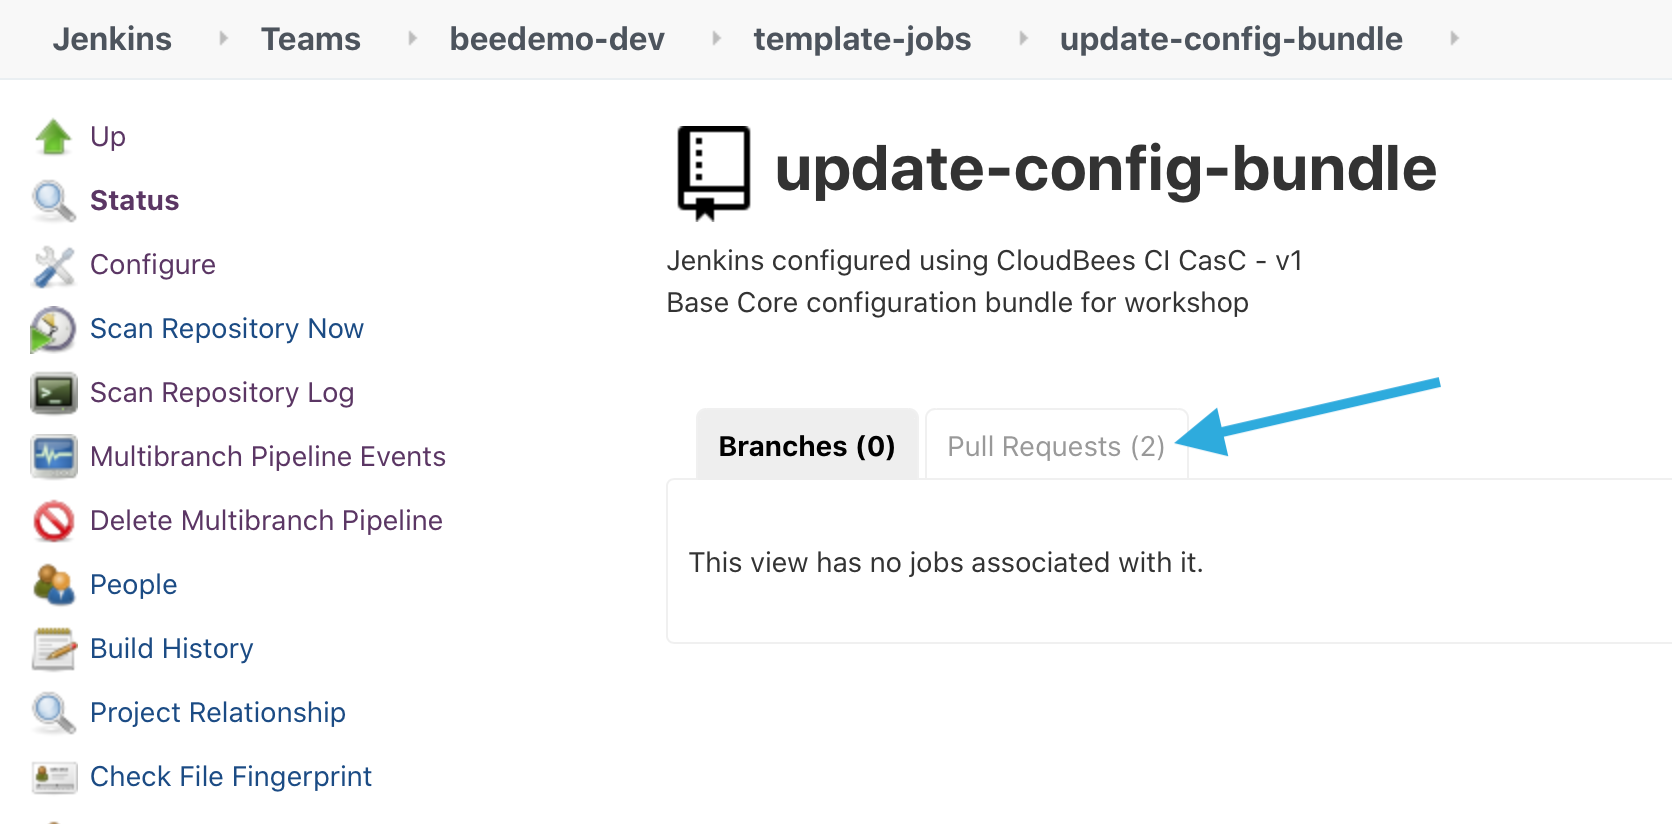 Jenkins Teams beedemo-dev template-jobs update-config-bundle
Up
Status
Configure
Scan Repository Now
Scan Repository Log
Multibranch Pipeline Events
Delete Multibranch Pipeline
People
Build History
Project Relationship
Check File Fingerprint
update-config-bundle
Jenkins configured using CloudBees CI CasC - v1
Base Core configuration bundle for workshop
Branches (0) Pull Requests (2)
This view has no jobs associated with it.